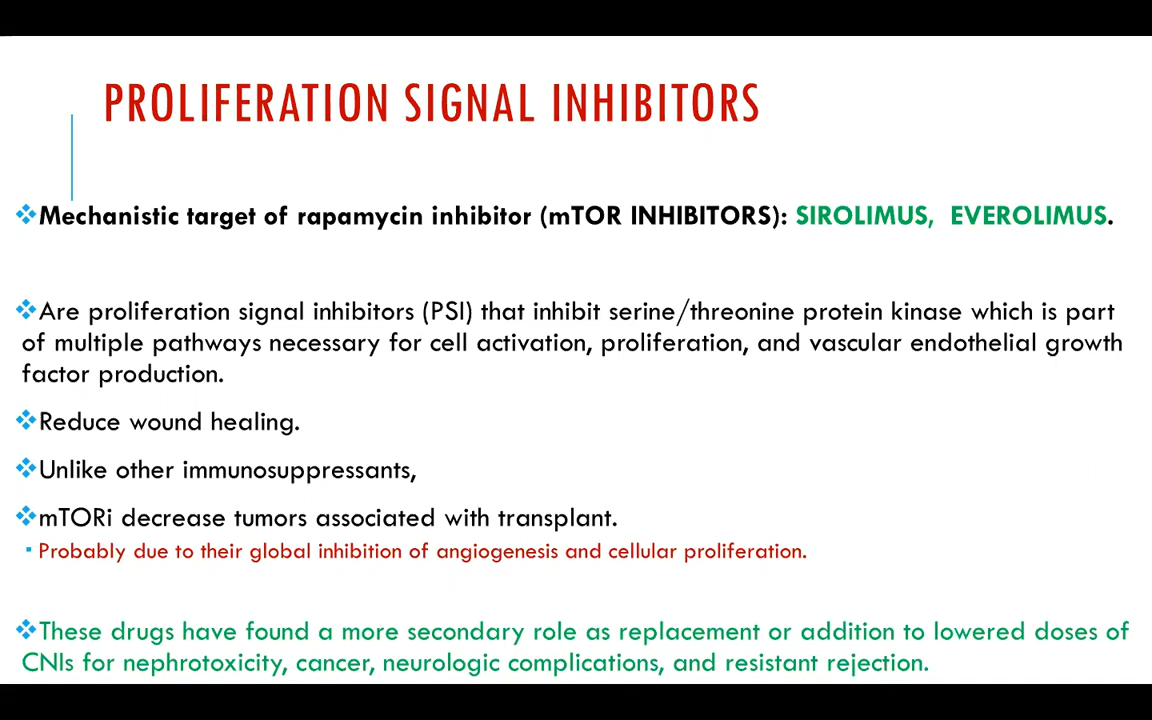 PROLIFERATION SIGNAL INHIBITORS
❖Mechanistic target of rapamycin inhibitor (mTOR INHIBITORS): SIROLIMUS, EVEROLIMUS.
❖Are proliferation signal inhibitors (PSI) that inhibit serine/threonine protein kinase which is part
of multiple pathways necessary for cell activation, proliferation, and vascular endothelial growth
factor production.
❖Reduce wound healing.
❖Unlike other immunosuppressants,
❖mTORi decrease tumors associated with transplant.
▪ Probably due to their global inhibition of angiogenesis and cellular proliferation.
❖These drugs have found a more secondary role as replacement or addition to lowered doses of
CNIs for nephrotoxicity, cancer, neurologic complications, and resistant rejection.